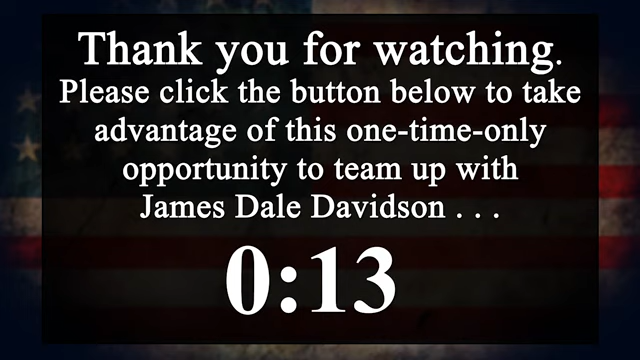 Thank you for watching.
Please click the button below to take
advantage of this one-time-only
opportunity to team up with
James Dale Davidson . . .
0:13